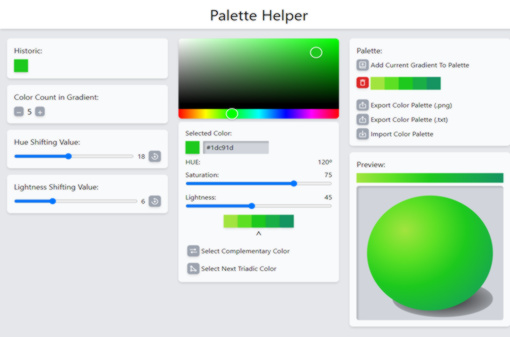 Palette Helper
Historic:
Color Count in Gradient:
5
Hue Shifting Value:
18
Lightness Shifting Value:
6
Selected Color:
#1dc91d
HUE: 120º
Saturation: 75
Lightness: 45
^
Select Complementary Color
Select Next Triadic Color
Palette:
Add Current Gradient To Palette
Export Color Palette (.png)
Export Color Palette (.txt)
Import Color Palette
Preview: